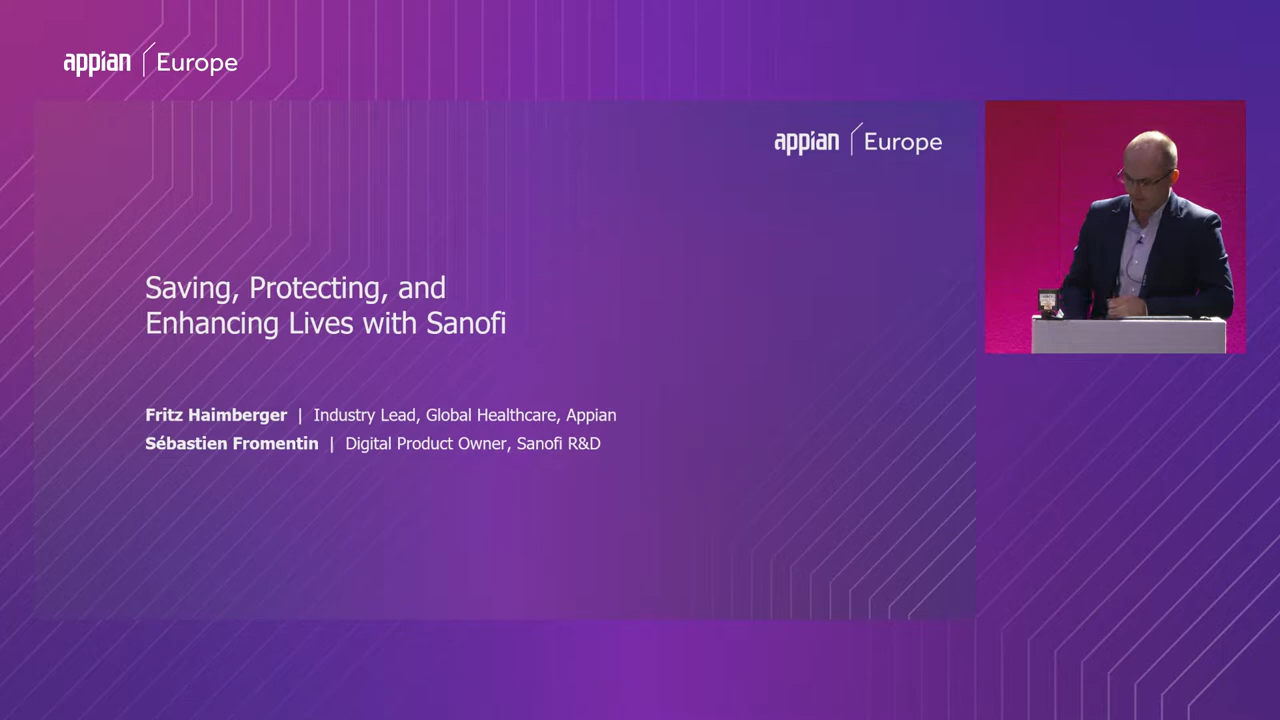 appian Europe
appian Europe
Saving, Protecting, and
Enhancing Lives with Sanofi
Fritz Haimberger | Industry Lead, Global Healthcare, Appian
Sébastien Fromentin | Digital Product Owner, Sanofi R&D